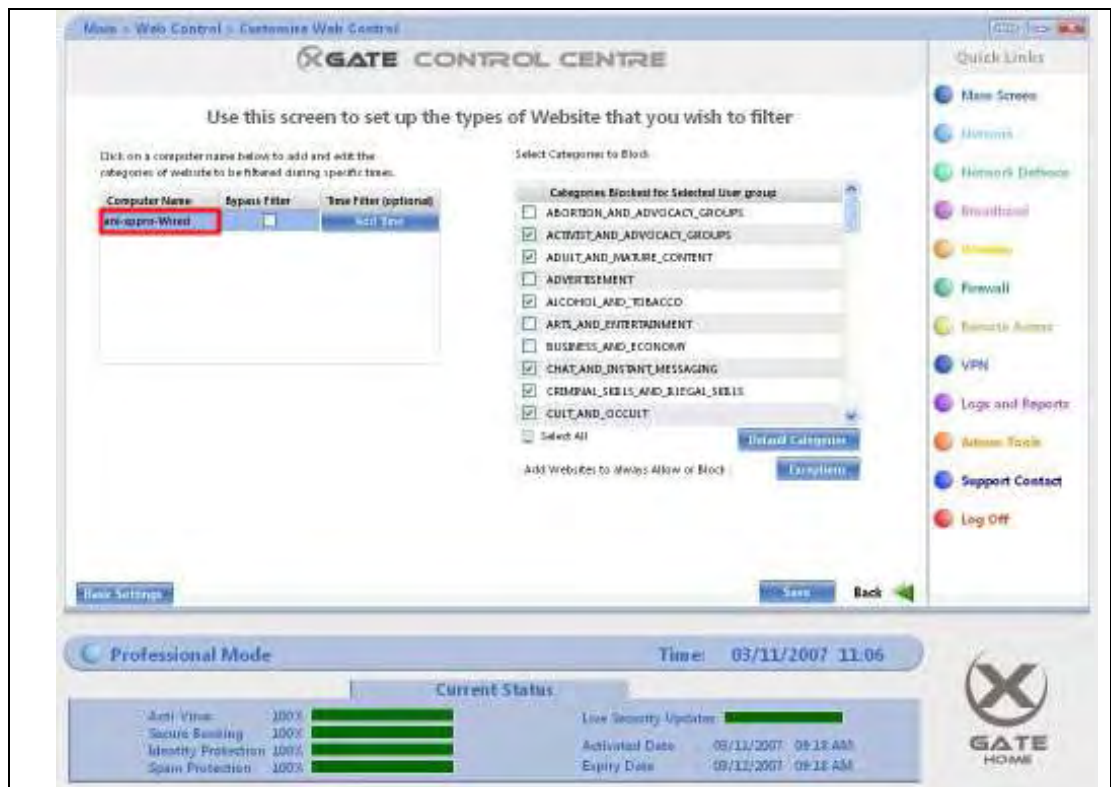 Main > Web Control > Customise Web Control
XGATE CONTROL CENTRE
Use this screen to set up the types of Website that you wish to filter
Click on a computer name below to add and edit the
categories of website to be filtered during specific times.
Computer Name Bypass Filter Time Filter (optional)
Add Time
Select Categories to Block
Categories Blocked for Selected User group
ABORTION_AND_ADVOCACY_GROUPS
ACTIVIST_AND_ADVOCACY_GROUPS
ADULT_AND_MATURE_CONTENT
ADVERTISEMENT
ALCOHOL_AND_TOBACCO
ARTS_AND_ENTERTAINMENT
BUSINESS_AND_ECONOMY
CHAT_AND_INSTANT_MESSAGING
CRIMINAL_SKILLS_AND_ILLEGAL_SKILLS
CULT_AND_OCCULT
Select All
Default Categories
Add Websites to always Allow or Block
Exceptions
Basic Settings
Save
Back
Quick Links
Main Screen
Network
Network Defence
Broadband
Wireless
Firewall
Remote Access
VPN
Logs and Reports
Admin Tools
Support Contact
Log Off
Professional Mode
Time: 03/11/2007 11:06
Current Status
Anti Virus 100%
Secure Banking 100%
Identity Protection 100%
Spam Protection 100%
Live Security Updates
Activated Date 09:18 AM
Expiry Date 09:18 AM
X
GATE
HOME